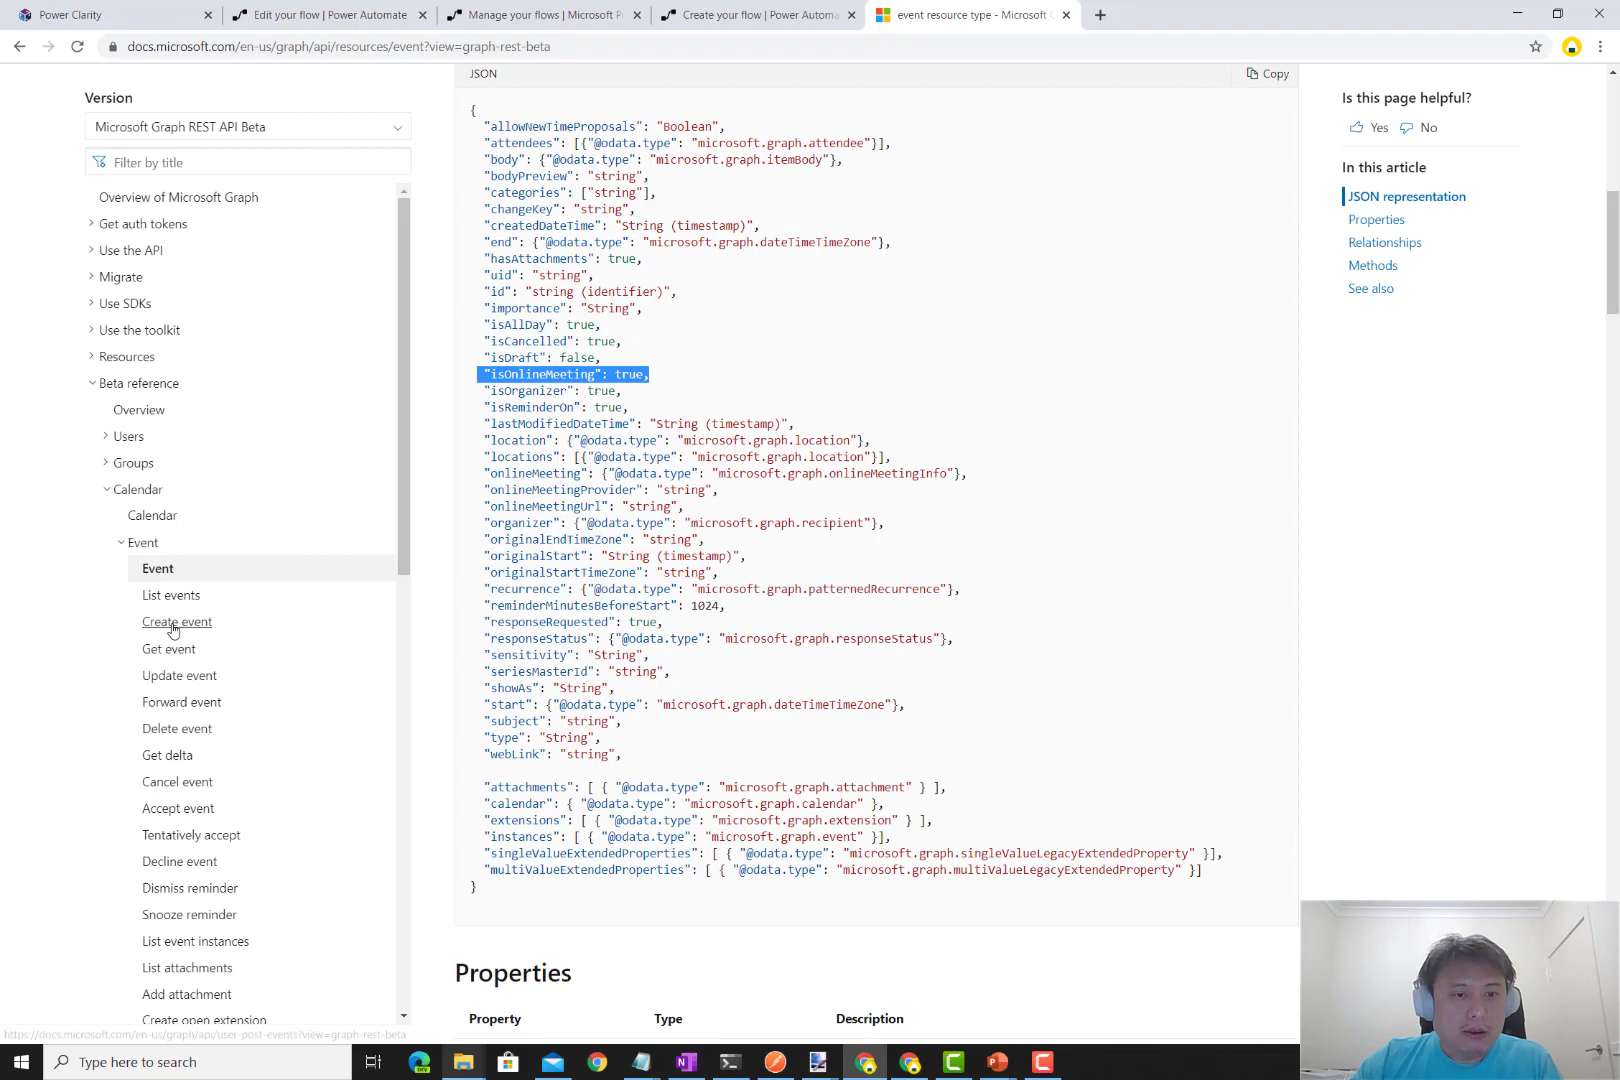 Power Clarity
Edit your flow | Power Automate
Manage your flows | Microsoft P
Create your flow | Power Automa
event resource type - Microsoft G
docs.microsoft.com/en-us/graph/api/resources/event?view=graph-rest-beta
Version
Microsoft Graph REST API Beta
Filter by title
Overview of Microsoft Graph
Get auth tokens
Use the API
Migrate
Use SDKs
Use the toolkit
Resources
Beta reference
Overview
Users
Groups
Calendar
Calendar
Event
Event
List events
Create event
Get event
Update event
Forward event
Delete event
Get delta
Cancel event
Accept event
Tentatively accept
Decline event
Dismiss reminder
Snooze reminder
List event instances
List attachments
Add attachment
Create open extension
https://docs.microsoft.com/en-us/graph/api/user-post-events?view=graph-rest-beta
JSON
Copy
{
"allowNewTimeProposals": "Boolean",
"attendees": [{"@odata.type": "microsoft.graph.attendee"}],
"body": {"@odata.type": "microsoft.graph.itemBody"},
"bodyPreview": "string",
"categories": ["string"],
"changeKey": "string",
"createdDateTime": "String (timestamp)",
"end": {"@odata.type": "microsoft.graph.dateTimeTimeZone"},
"hasAttachments": true,
"uid": "string",
"id": "string (identifier)",
"importance": "String",
"isAllDay": true,
"isCancelled": true,
"isDraft": false,
"isOnlineMeeting": true,
"isOrganizer": true,
"isReminderOn": true,
"lastModifiedDateTime": "String (timestamp)",
"location": {"@odata.type": "microsoft.graph.location"},
"locations": [{"@odata.type": "microsoft.graph.location"}],
"onlineMeeting": {"@odata.type": "microsoft.graph.onlineMeetingInfo"},
"onlineMeetingProvider": "string",
"onlineMeetingUrl": "string",
"organizer": {"@odata.type": "microsoft.graph.recipient"},
"originalEndTimeZone": "string",
"originalStart": "String (timestamp)",
"originalStartTimeZone": "string",
"recurrence": {"@odata.type": "microsoft.graph.patternedRecurrence"},
"reminderMinutesBeforeStart": 1024,
"responseRequested": true,
"responseStatus": {"@odata.type": "microsoft.graph.responseStatus"},
"sensitivity": "String",
"seriesMasterId": "string",
"showAs": "String",
"start": {"@odata.type": "microsoft.graph.dateTimeTimeZone"},
"subject": "string",
"type": "String",
"webLink": "string",
"attachments": [ { "@odata.type": "microsoft.graph.attachment" } ],
"calendar": { "@odata.type": "microsoft.graph.calendar" },
"extensions": [ { "@odata.type": "microsoft.graph.extension" } ],
"instances": [ { "@odata.type": "microsoft.graph.event" }],
"singleValueExtendedProperties": [ { "@odata.type": "microsoft.graph.singleValueLegacyExtendedProperty" }],
"multiValueExtendedProperties": [ { "@odata.type": "microsoft.graph.multiValueLegacyExtendedProperty" }]
}
Properties
Property Type Description
Is this page helpful?
Yes No
In this article
JSON representation
Properties
Relationships
Methods
See also
Type here to search